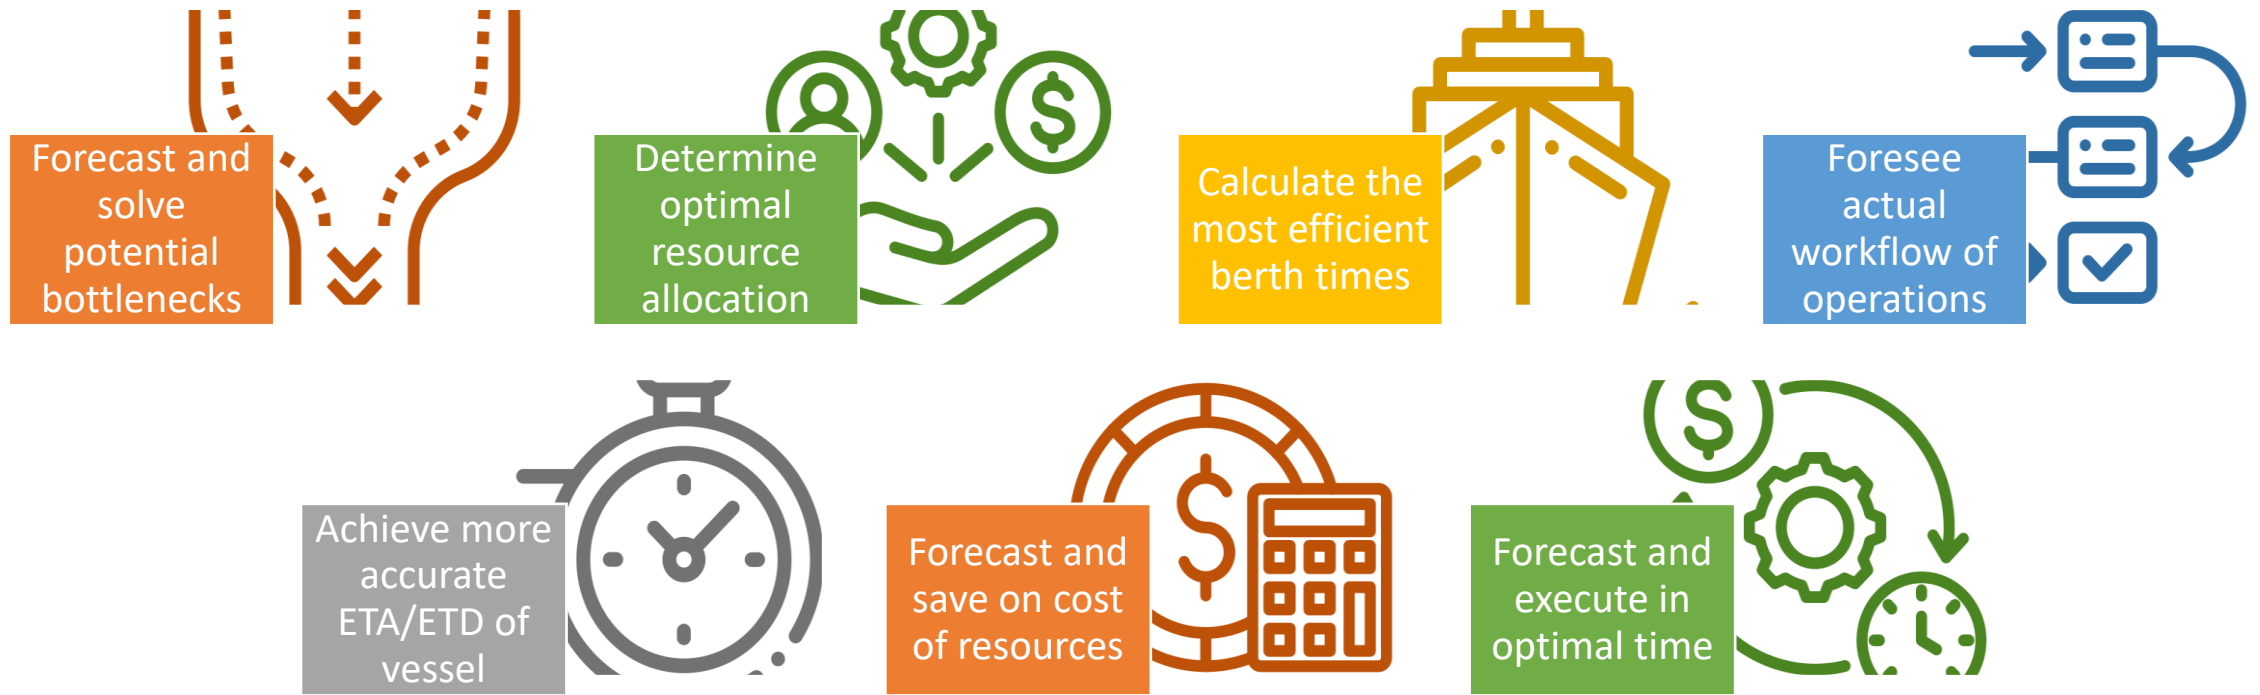 Forecast and
solve
potential
bottlenecks
Determine
optimal
resource
allocation
Calculate the
most efficient
berth times
Foresee
actual
workflow of
operations
Achieve more
accurate
ETA/ETD of
vessel
Forecast and
save on cost
of resources
Forecast and
execute in
optimal time